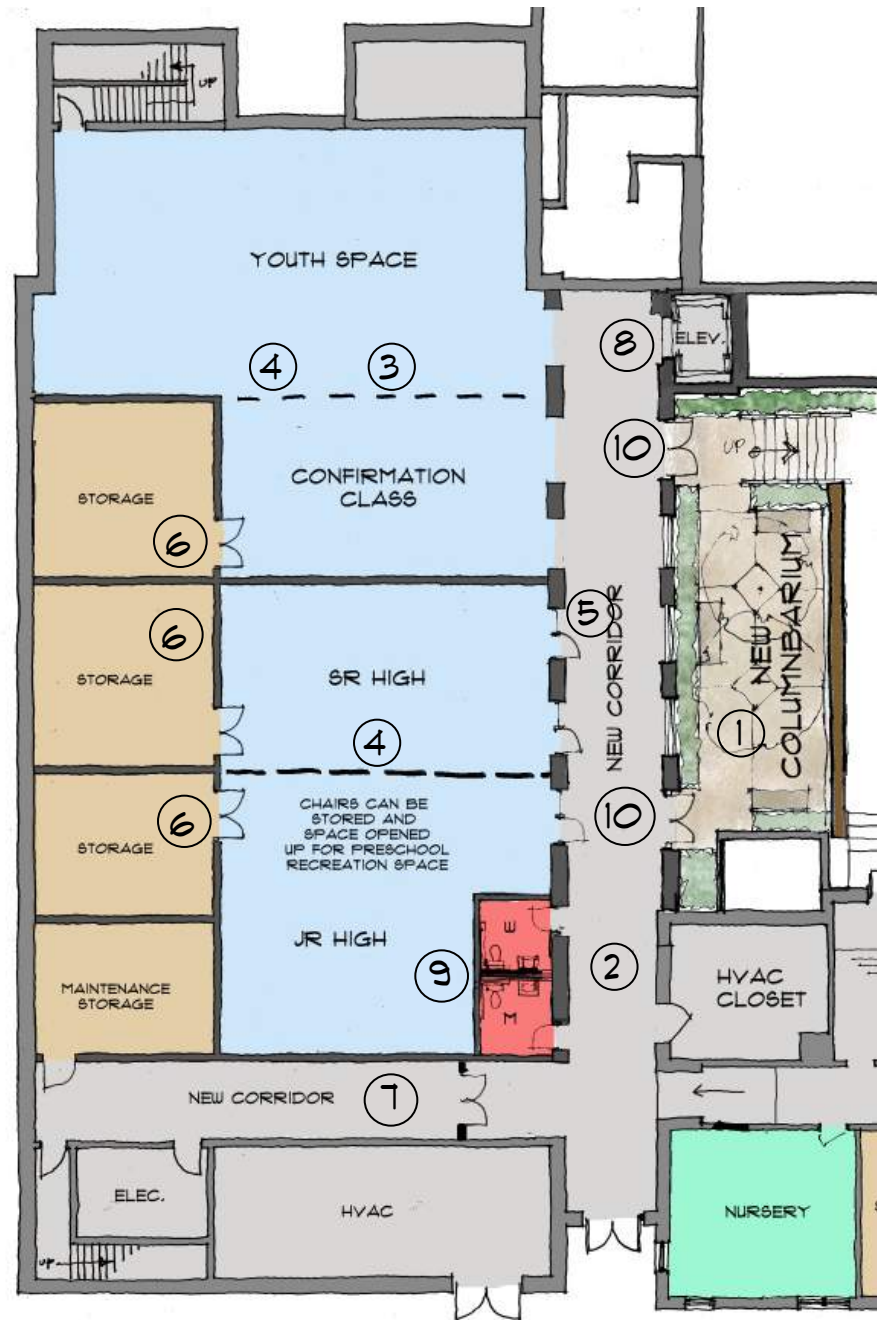 UP
YOUTH SPACE
8
ELEV.
4
3
10
UP
CONFIRMATION
CLASS
STORAGE
6
6
5
NEW CORRIDOR
NEW
COLUMNBARIUM
STORAGE
SR HIGH
1
4
CHAIRS CAN BE
STORED AND
SPACE OPENED
UP FOR PRESCHOOL
RECREATION SPACE
6
10
STORAGE
W
JR HIGH
9
2
HVAC
CLOSET
MAINTENANCE
STORAGE
M
NEW CORRIDOR
7
ELEC.
HVAC
NURSERY
UP